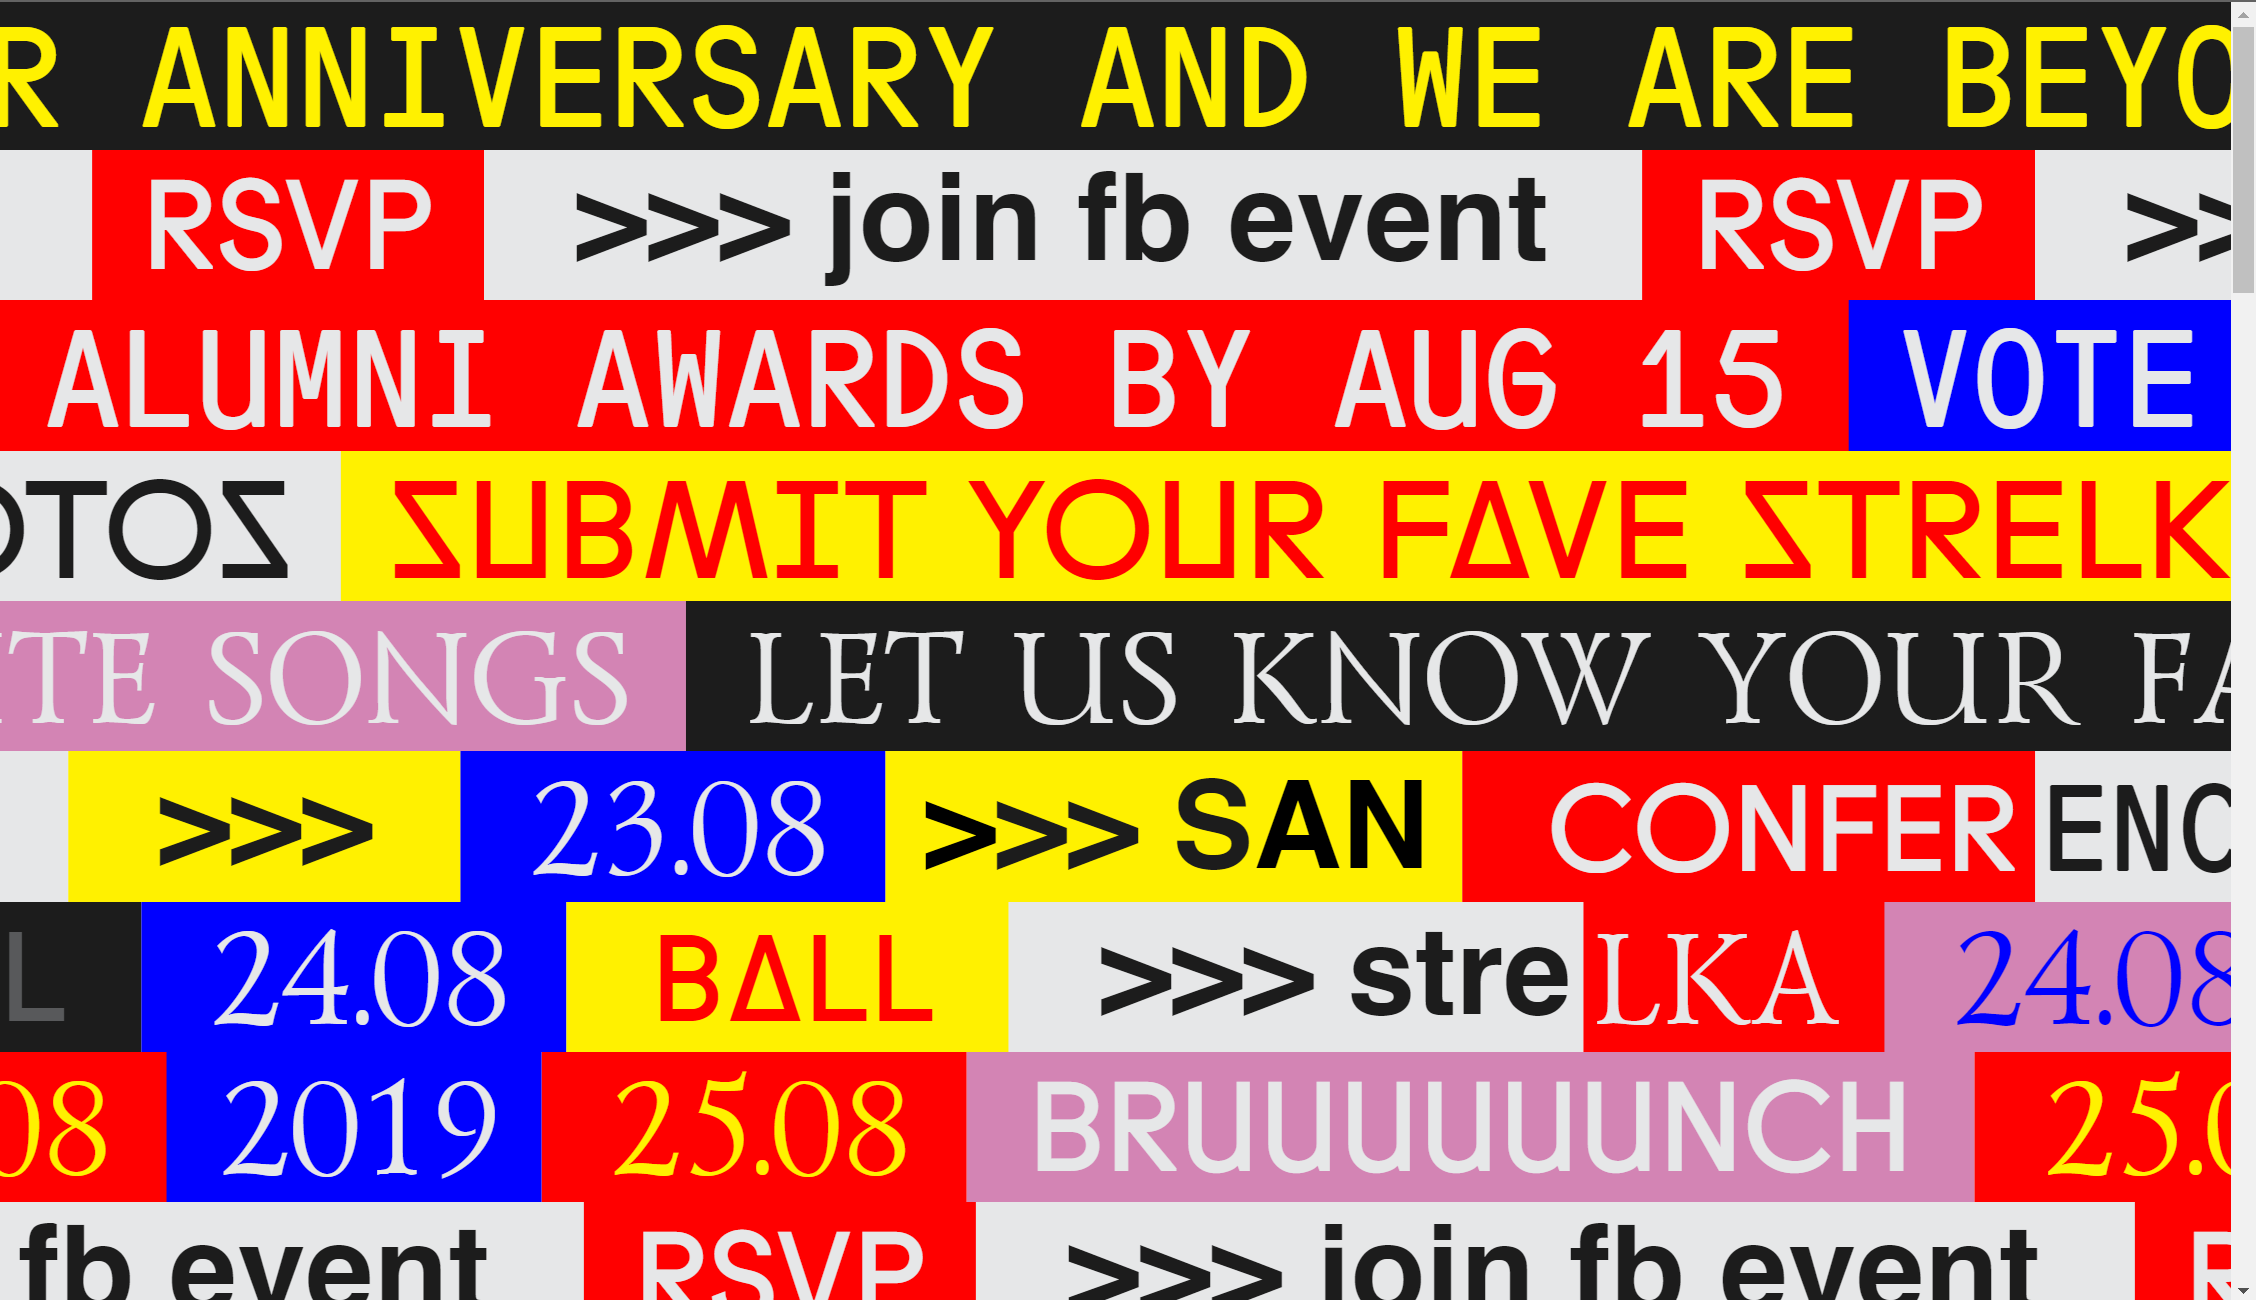 R ANNIVERSARY AND WE ARE BEYO
RSVP >>> join fb event RSVP >>
ALUMNI AWARDS BY AUG 15 VOTE
OTOS SUBMIT YOUR FAVE STRELK
ITE SONGS LET US KNOW YOUR FA
>>> 23.08 >>> SAN CONFERENC
L 24.08 BALL >>> streLKA 24.08
08 2019 25.08 BRUUUUUUNCH 25.0
fb event RSVP >>> join fb event R